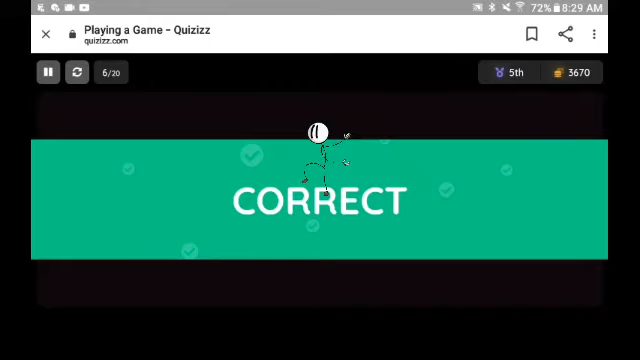 72% 8:29 AM
Playing a Game - Quizizz
quizizz.com
6/20
5th
3670
CORRECT